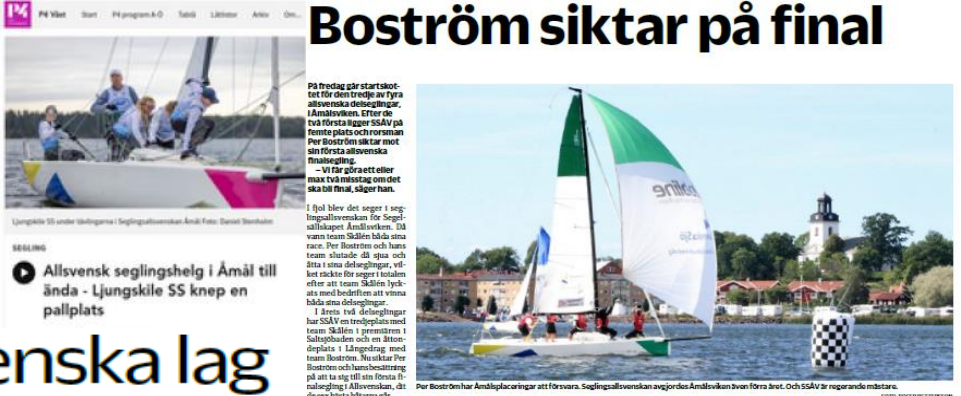 P4
P4 Väst Start P4 program A-Ö Tablå Låtlistor Arkiv Om...
Ljungskile SS under tävlingarna i Seglingsallsvenskan Åmål Foto: Daniel Stenholm
SEGLING
Allsvensk seglingshelg i Åmål till
ända - Ljungskile SS knep en
pallplats
enska lag
Boström siktar på final
På fredag går startskot-
tet för den tredje av fyra
allsvenska delseglingar,
i Åmålsviken. Efter de
två första ligger SSÅV på
femte plats och rorsman
Per Boström siktar mot
sin första allsvenska
finalsegling.
– Vi får göra ett eller
max två misstag om det
ska bli final, säger han.
I fjol blev det seger i seg-
lingsallsvenskan för Segel-
sällskapet Åmålsviken. Då
vann team Skålén båda sina
race. Per Boström och hans
team slutade då sjua och
åtta i sina delseglingar, vil-
ket räckte för seger i totalen
efter att team Skålén lyck-
ats med bedriften att vinna
båda sina delseglingar.
I årets två delseglingar
har SSÅV en tredjeplats med
team Skålén i premiären i
Saltsjöbaden och en åtton-
deplats i Långedrag med
team Boström. Nu siktar Per
Boström och hans besättning
på att ta sig till sin första fi-
nalsegling i Allsvenskan, dit
Per Boström har Åmålsplaceringar att försvara. Seglingsallsvenskan avgjordes Åmålsviken även förra året. Och SSÅV är regerande mästare.